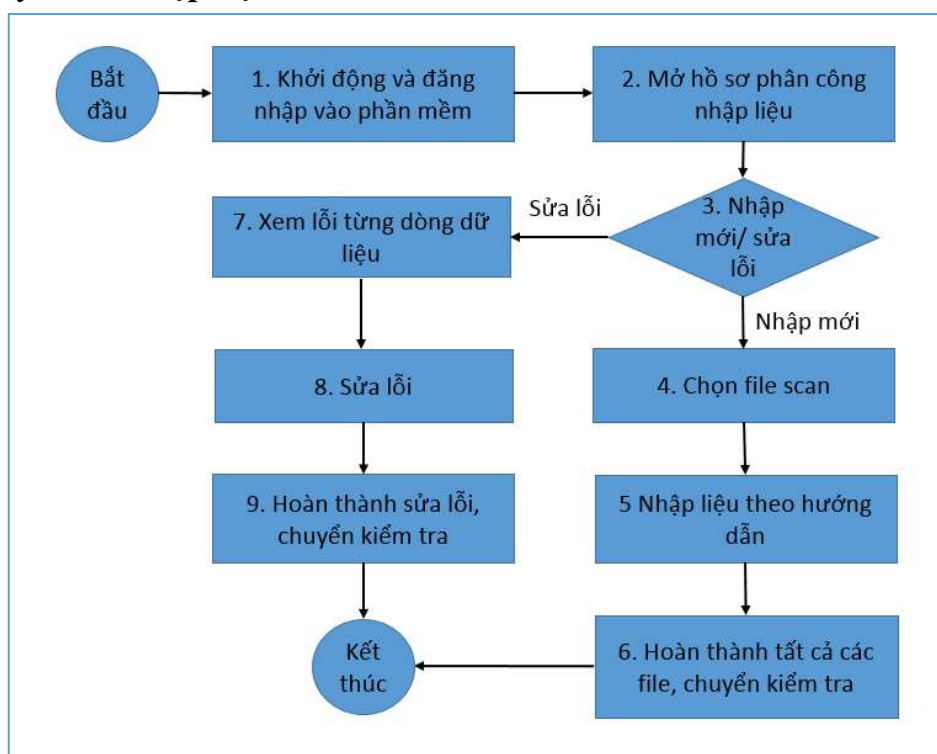 Bắt
đầu
1. Khởi động và đăng
nhập vào phần mềm
2. Mở hồ sơ phân công
nhập liệu
3. Nhập
mới/ sửa
lỗi
Sửa lỗi
7. Xem lỗi từng dòng dữ
liệu
Nhập mới
8. Sửa lỗi
4. Chọn file scan
9. Hoàn thành sửa lỗi,
chuyển kiểm tra
5 Nhập liệu theo hướng
dẫn
6. Hoàn thành tất cả các
file, chuyển kiểm tra
Kết
thúc